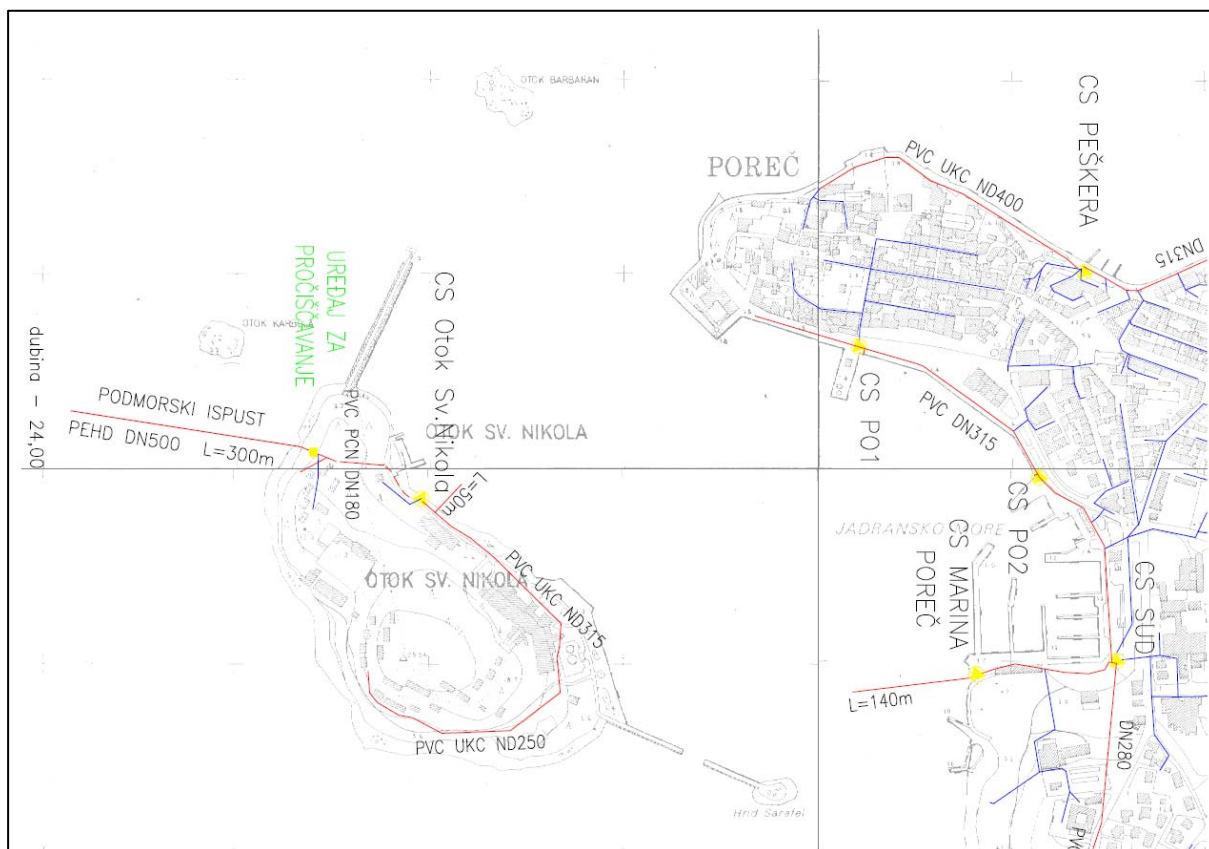 OTOK BARBARAN
CS PEŠKERA
PVC UKC ND400
POREČ
DN315
UREĐAJ ZA
PROČIŠĆAVANJE
CS Otok Sv.Nikola
dubina - 24,00
PODMORSKI ISPUST
PEHD DN500 L=300m
PVC PCN DN180
OTOK SV. NIKOLA
L=50m
CS PO1
PVC DN315
CS PO2
JADRANSKO MORE
CS MARINA
POREČ
CS SUD
OTOK SV. NIKOLA
PVC UKC ND315
L=140m
DN280
PVC UKC ND250
Hrid Sarafel